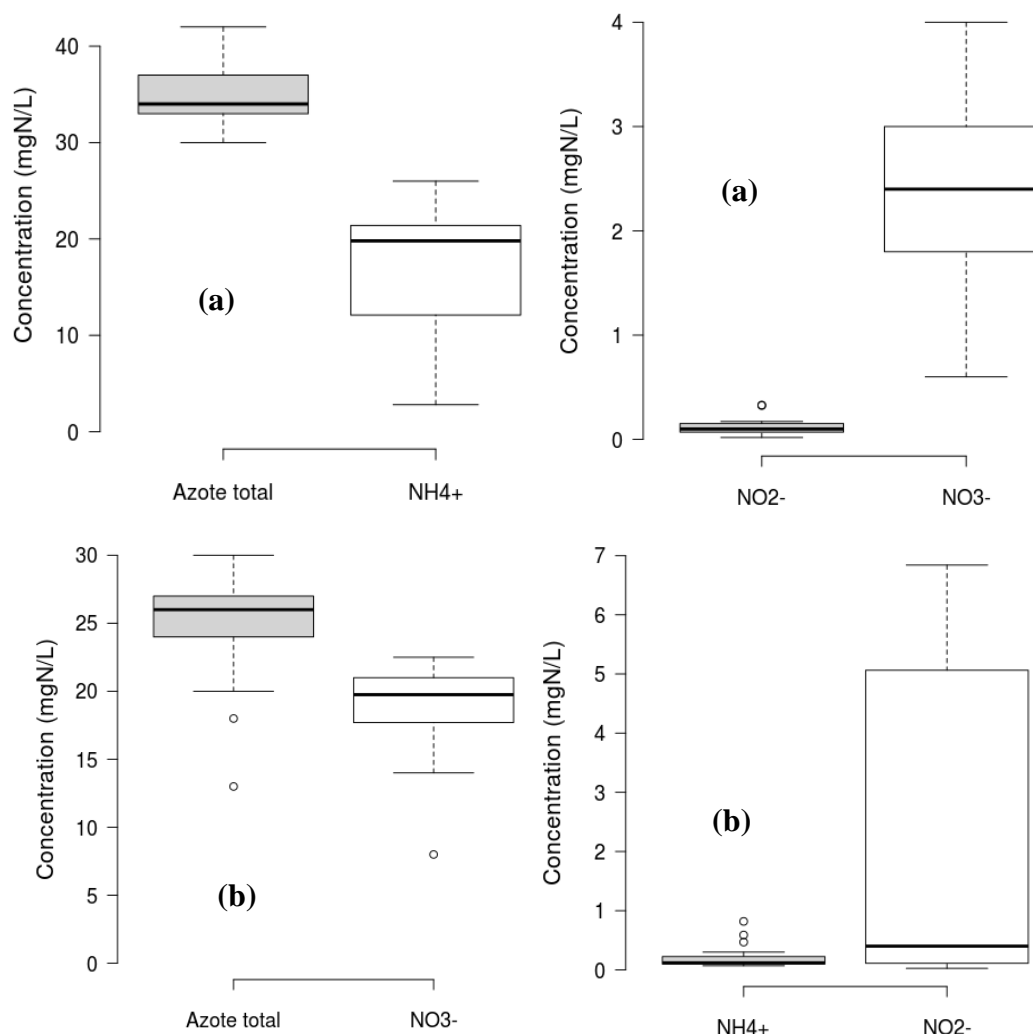 Concentration (mgN/L)
40
30
20
10
0
(a)
Azote total
NH4+
Concentration (mgN/L)
4
3
2
1
0
(a)
NO2-
NO3-
Concentration (mgN/L)
30
25
20
15
10
5
0
(b)
Azote total
NO3-
Concentration (mgN/L)
7
6
5
4
3
2
1
0
(b)
NH4+
NO2-